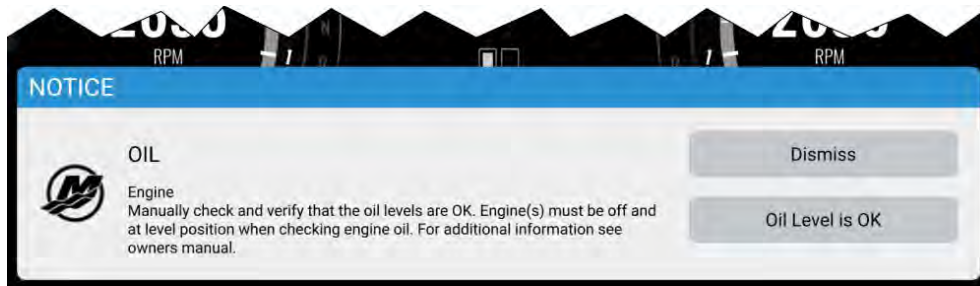 RPM
RPM
NOTICE
OIL
Engine
Manually check and verify that the oil levels are OK. Engine(s) must be off and
at level position when checking engine oil. For additional information see
owners manual.
Dismiss
Oil Level is OK